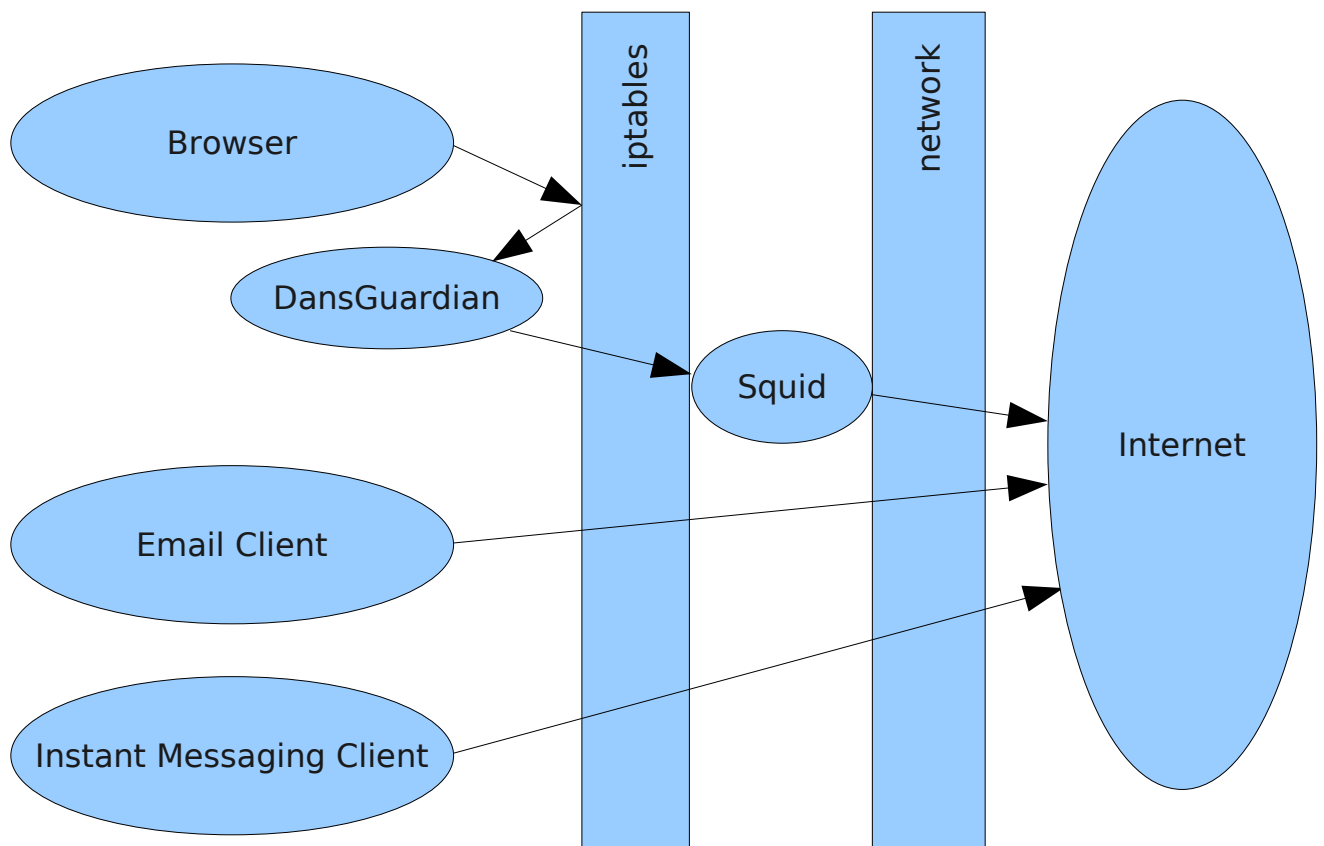 Browser
iptables
network
DansGuardian
Squid
Internet
Email Client
Instant Messaging Client